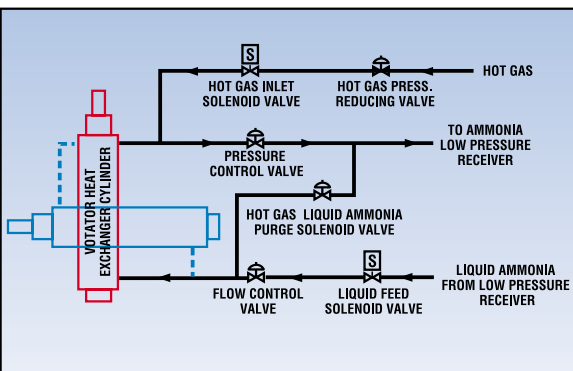 S
HOT GAS INLET
SOLENOID VALVE
HOT GAS PRESS.
REDUCING VALVE
HOT GAS
PRESSURE
CONTROL VALVE
TO AMMONIA
LOW PRESSURE
RECEIVER
VOTATOR HEAT
EXCHANGER CYLINDER
HOT GAS LIQUID AMMONIA
PURGE SOLENOID VALVE
S
FLOW CONTROL
VALVE
LIQUID FEED
SOLENOID VALVE
LIQUID AMMONIA
FROM LOW PRESSURE
RECEIVER